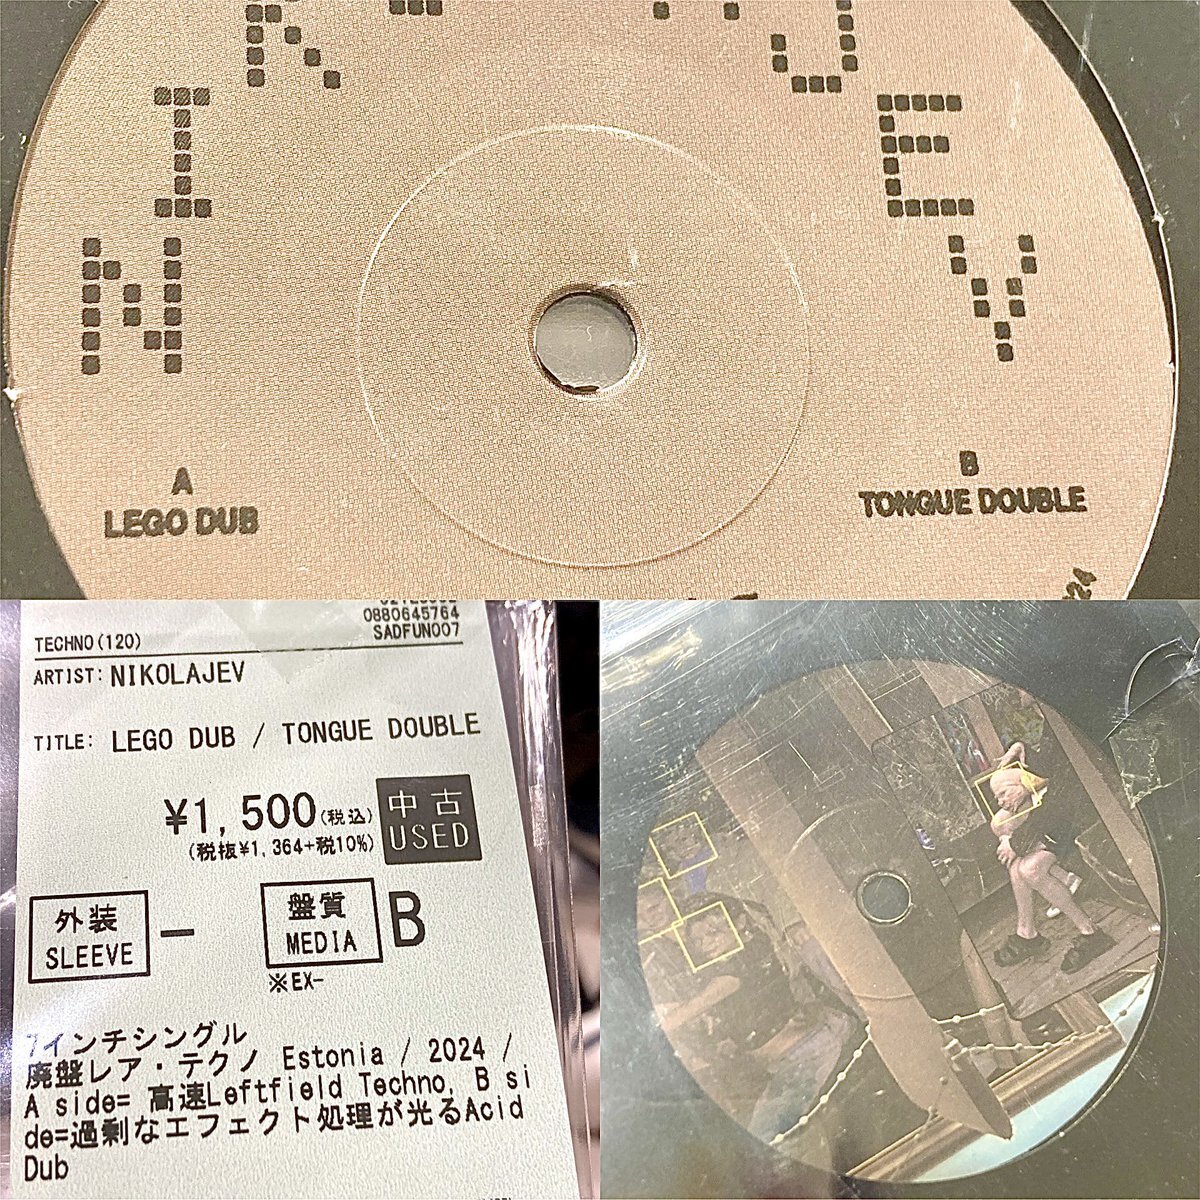 NIKOLAJEV
A
LEGO DUB
B
TONGUE DOUBLE
0880645764
TECHNO(120)
SADFUN007
ARTIST: NIKOLAJEV
TITLE: LEGO DUB / TONGUE DOUBLE
¥1,500(税込)
(税抜¥1,364+税10%)
中古
USED
外装
SLEEVE
-
盤質
MEDIA
B
※EX-
7インチシングル
廃盤レア・テクノ Estonia / 2024 /
A side= 高速Leftfield Techno, B si
de=過剰なエフェクト処理が光るAcid
Dub